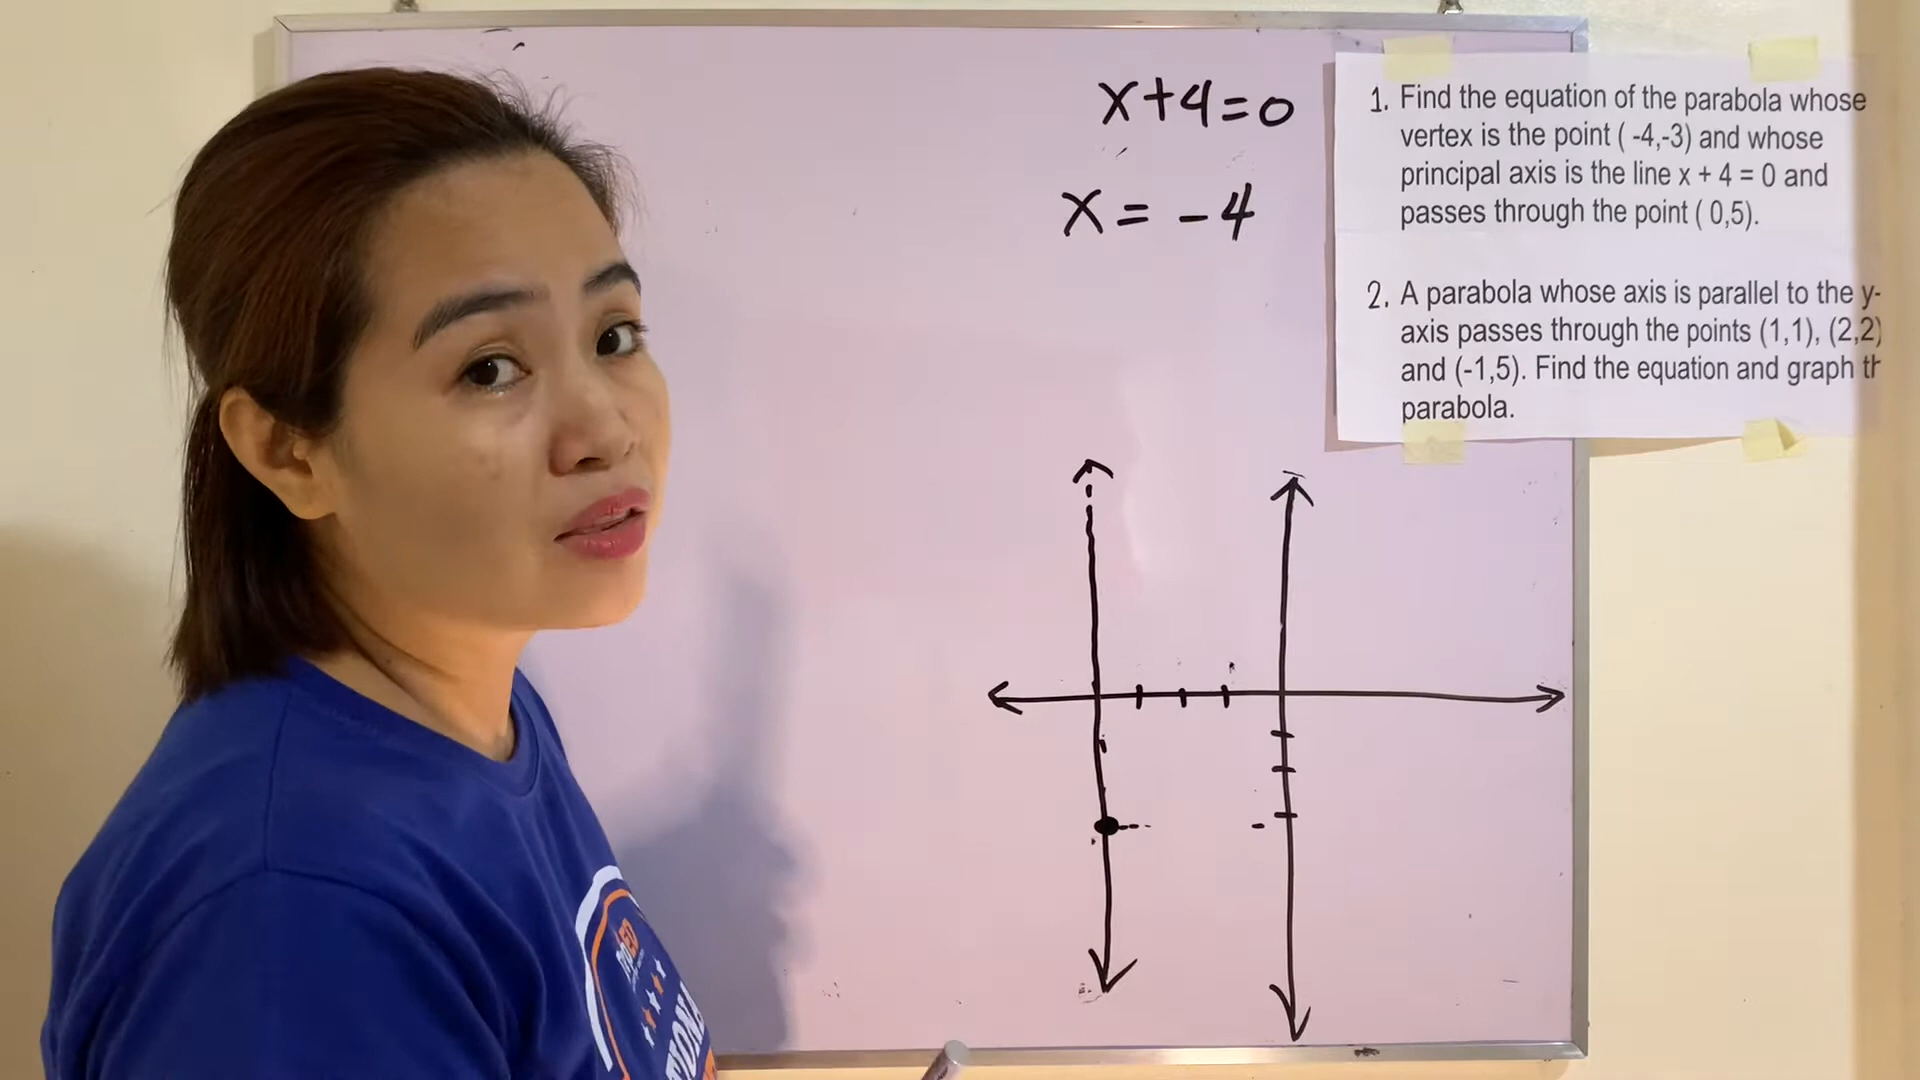 x+4=0
x = -4
1. Find the equation of the parabola whose
vertex is the point ( -4,-3) and whose
principal axis is the line x + 4 = 0 and
passes through the point ( 0,5).
2. A parabola whose axis is parallel to the y-
axis passes through the points (1,1), (2,2)
and (-1,5). Find the equation and graph th
parabola.